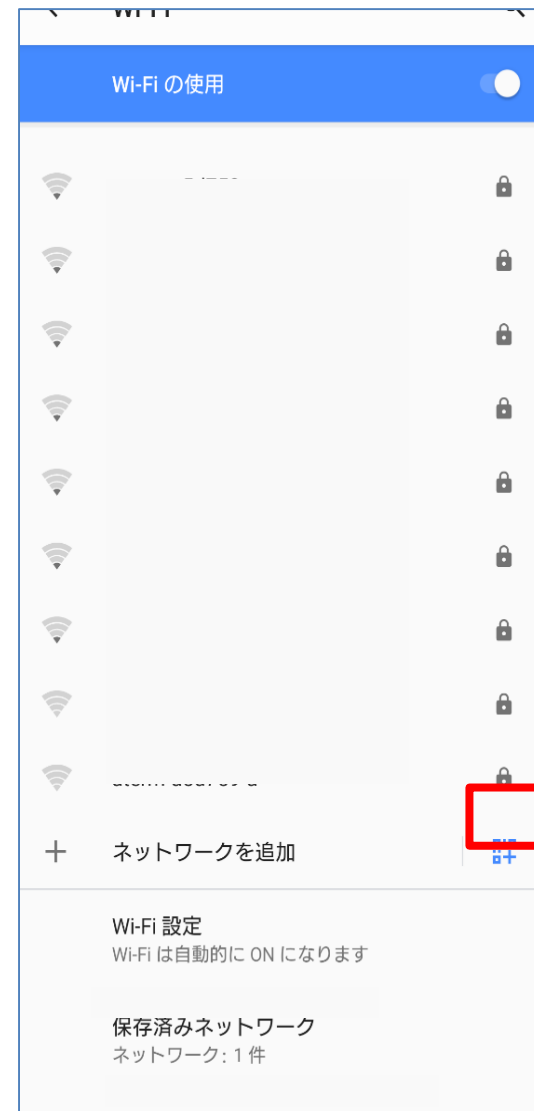 Wi-Fi の使用
ネットワークを追加
Wi-Fi 設定
Wi-Fi は自動的に ON になります
保存済みネットワーク
ネットワーク: 1 件